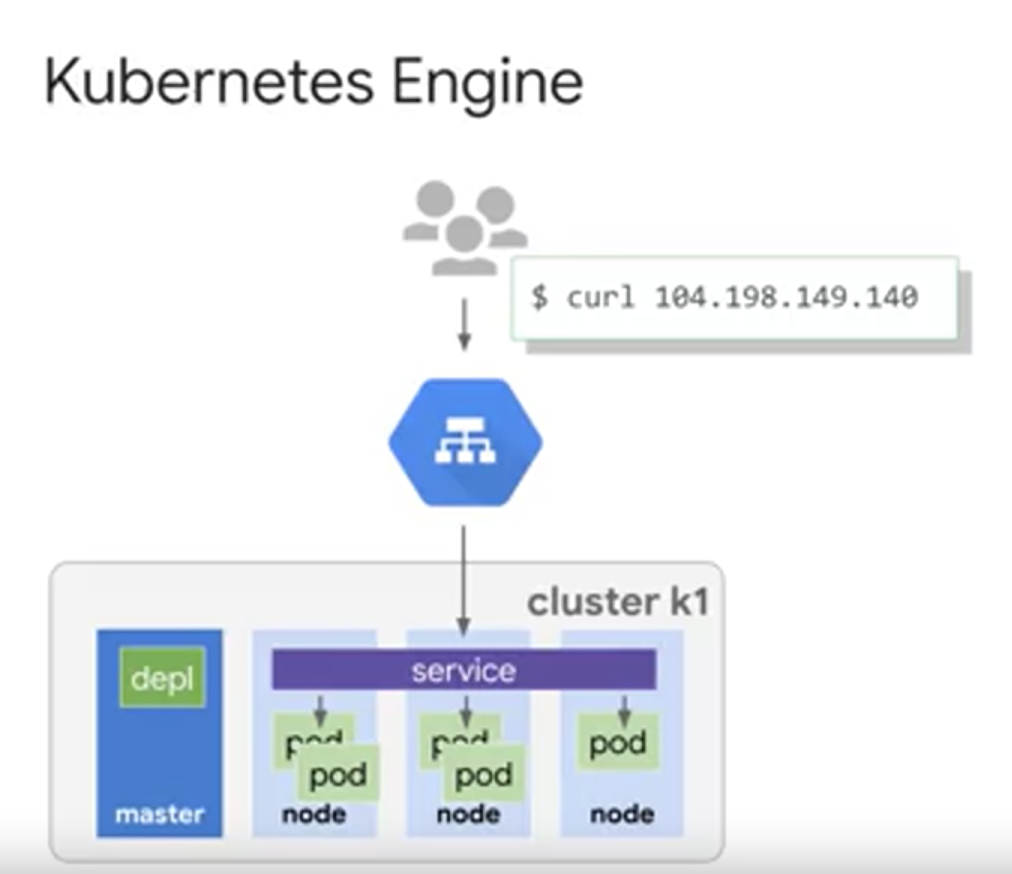 Kubernetes Engine
$ curl 104.198.149.140
cluster k1
depl
service
pod
pod
pod
pod
pod
master
node
node
node